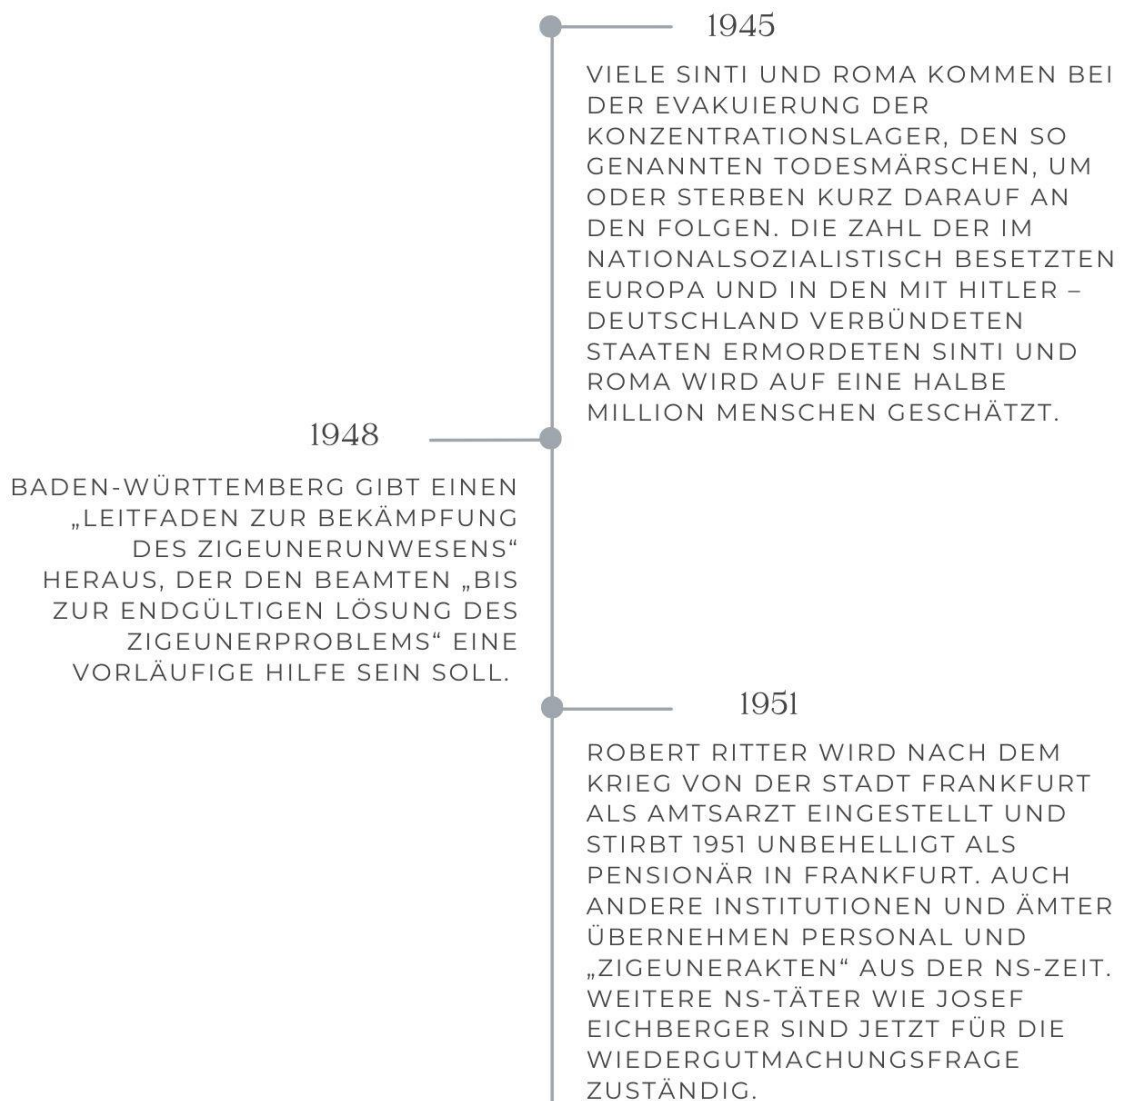 1945
VIELE SINTI UND ROMA KOMMEN BEI
DER EVAKUIERUNG DER
KONZENTRATIONSLAGER, DEN SO
GENANNTEN TODESMÄRSCHEN, UM
ODER STERBEN KURZ DARAUF AN
DEN FOLGEN. DIE ZAHL DER IM
NATIONALSOZIALISTISCH BESETZTEN
EUROPA UND IN DEN MIT HITLER –
DEUTSCHLAND VERBÜNDETEN
STAATEN ERMORDETEN SINTI UND
ROMA WIRD AUF EINE HALBE
MILLION MENSCHEN GESCHÄTZT.
1948
BADEN-WÜRTTEMBERG GIBT EINEN
„LEITFADEN ZUR BEKÄMPFUNG
DES ZIGEUNERUNWESENS“
HERAUS, DER DEN BEAMTEN „BIS
ZUR ENDGÜLTIGEN LÖSUNG DES
ZIGEUNERPROBLEMS“ EINE
VORLÄUFIGE HILFE SEIN SOLL.
1951
ROBERT RITTER WIRD NACH DEM
KRIEG VON DER STADT FRANKFURT
ALS AMTSARZT EINGESTELLT UND
STIRBT 1951 UNBEHELLIGT ALS
PENSIONÄR IN FRANKFURT. AUCH
ANDERE INSTITUTIONEN UND ÄMTER
ÜBERNEHMEN PERSONAL UND
„ZIGEUNERAKTEN“ AUS DER NS-ZEIT.
WEITERE NS-TÄTER WIE JOSEF
EICHBERGER SIND JETZT FÜR DIE
WIEDERGUTMACHUNGSFRAGE
ZUSTÄNDIG.